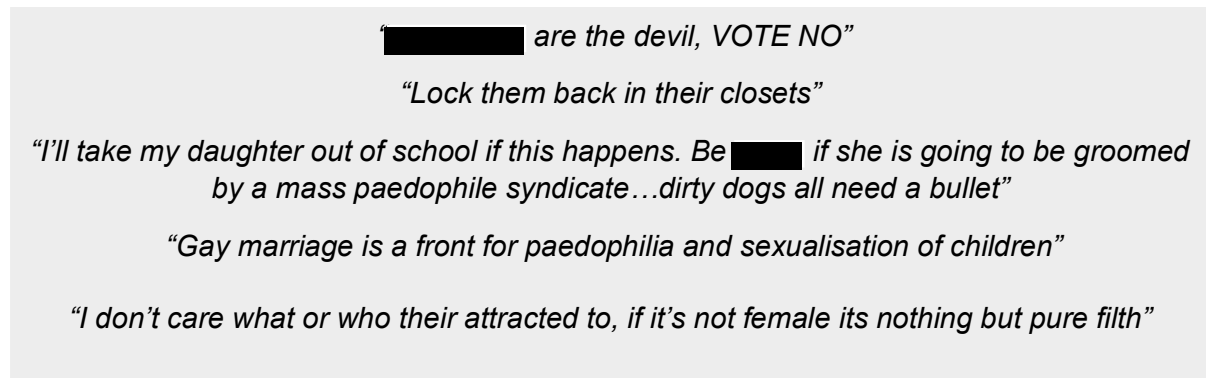 “ are the devil, VOTE NO”
“Lock them back in their closets”
“I’ll take my daughter out of school if this happens. Be if she is going to be groomed
by a mass paedophile syndicate…dirty dogs all need a bullet”
“Gay marriage is a front for paedophilia and sexualisation of children”
“I don’t care what or who their attracted to, if it’s not female its nothing but pure filth”